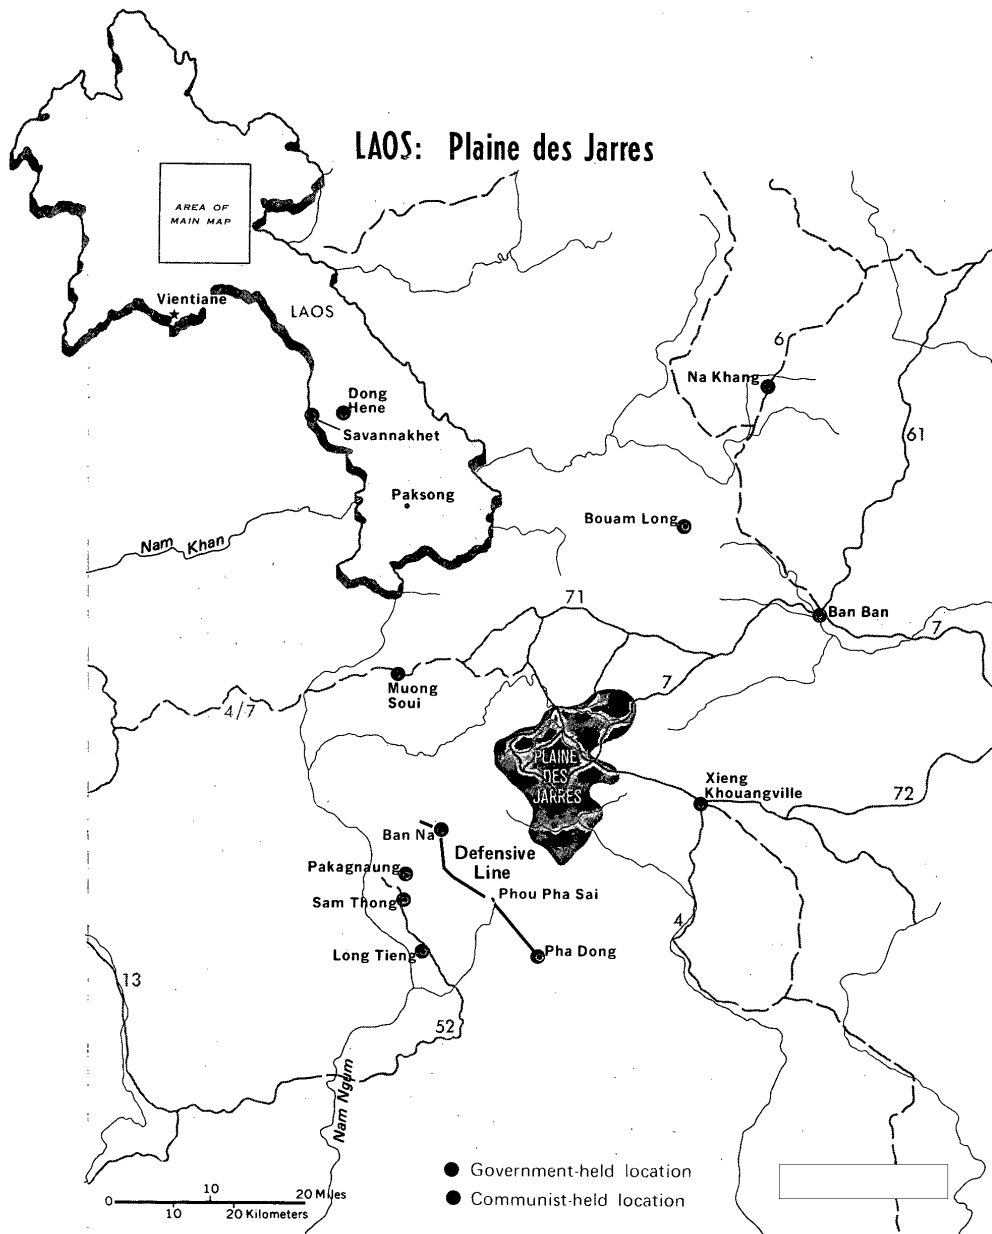 LAOS: Plaine des Jarres
AREA OF
MAIN MAP
Vientiane
LAOS
Dong
Hene
Savannakhet
Paksong
Nam Khan
6
Na Khang
61
Bouam Long
Ban Ban
7
71
7
Muong
Soui
4/7
PLAINE
DES
JARRES
Xieng
Khouangville
72
Ban Na
Defensive
Line
Pakagnaung
Phou Pha Sai
Sam Thong
4
Long Tieng
Pha Dong
13
52
Nam Ngum
Government-held location
Communist-held location
0 10 20 Miles
10 20 Kilometers